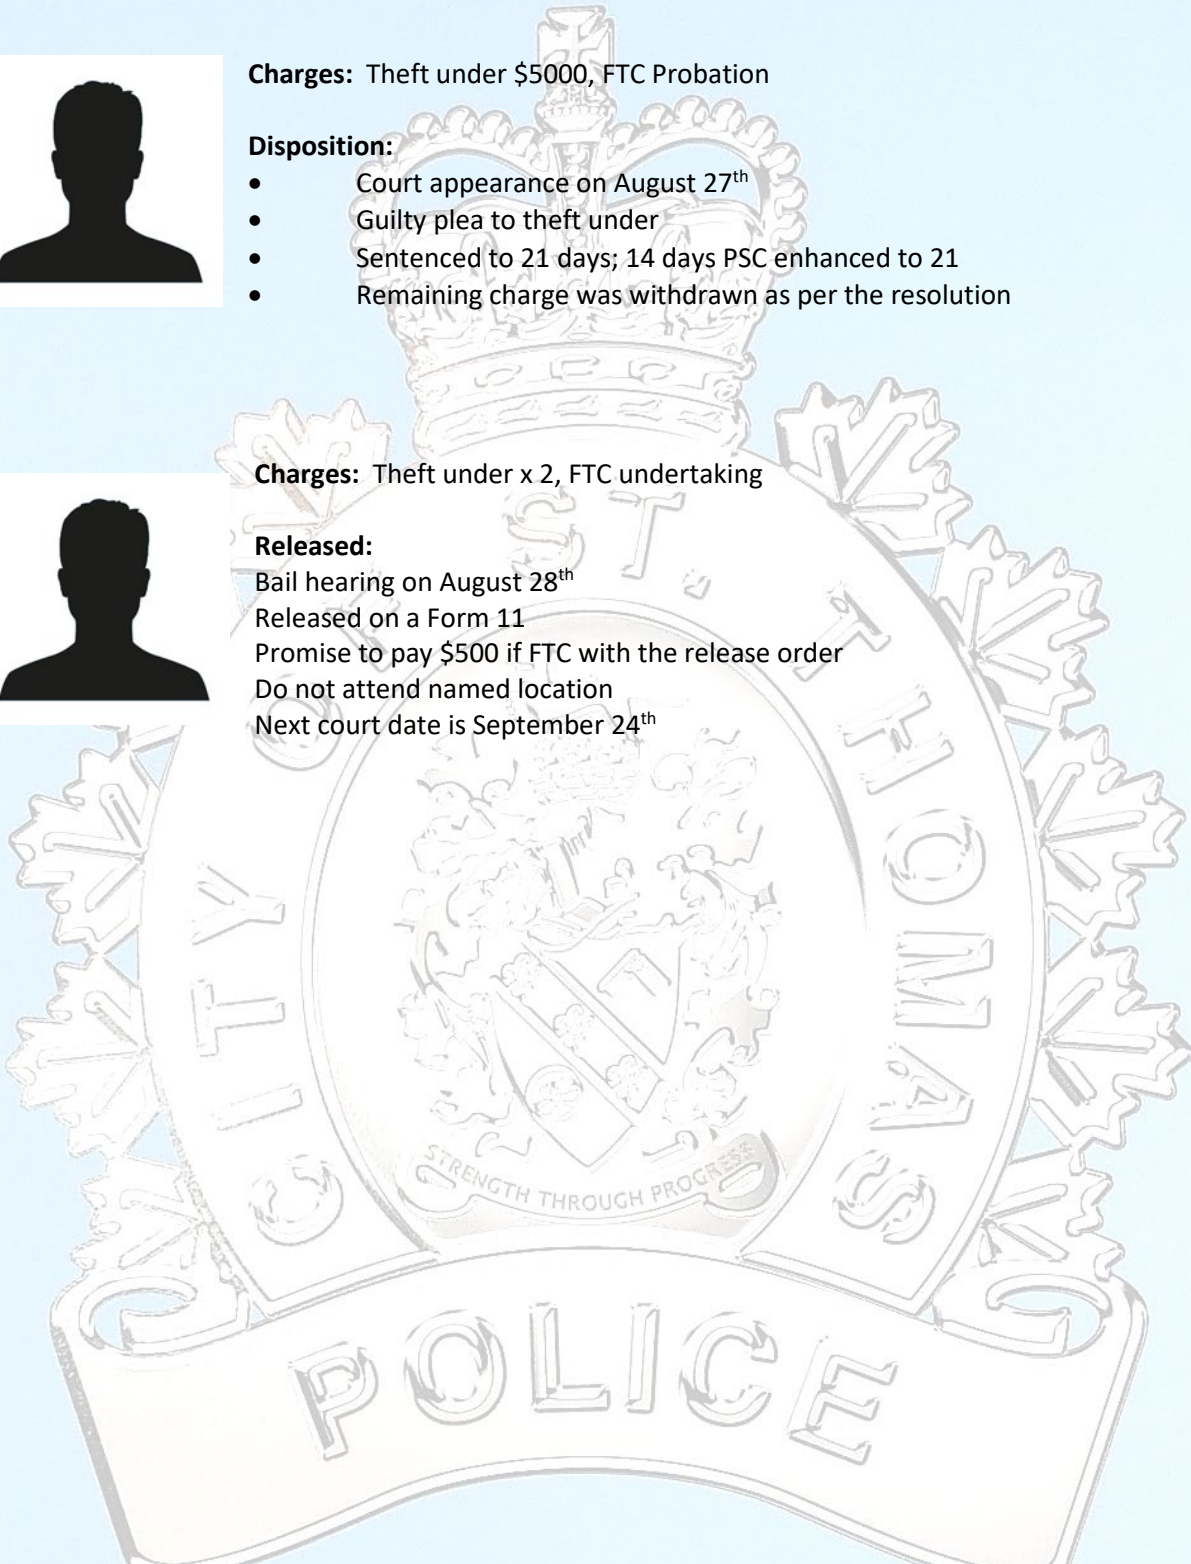 Charges: Theft under $5000, FTC Probation
Disposition:
• Court appearance on August 27th
• Guilty plea to theft under
• Sentenced to 21 days; 14 days PSC enhanced to 21
• Remaining charge was withdrawn as per the resolution
Charges: Theft under x 2, FTC undertaking
Released:
Bail hearing on August 28th
Released on a Form 11
Promise to pay $500 if FTC with the release order
Do not attend named location
Next court date is September 24th
CITY OF ST. THOMAS
STRENGTH THROUGH PROGRESS
POLICE